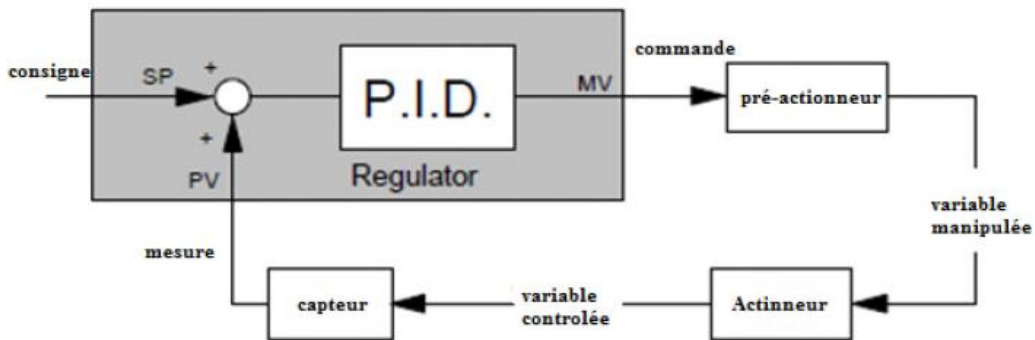 commande
consigne
SP
+
P.I.D.
MV
pré-actionneur
+
PV
Regulator
variable
manipulée
mesure
capteur
variable
controlée
Actinneur